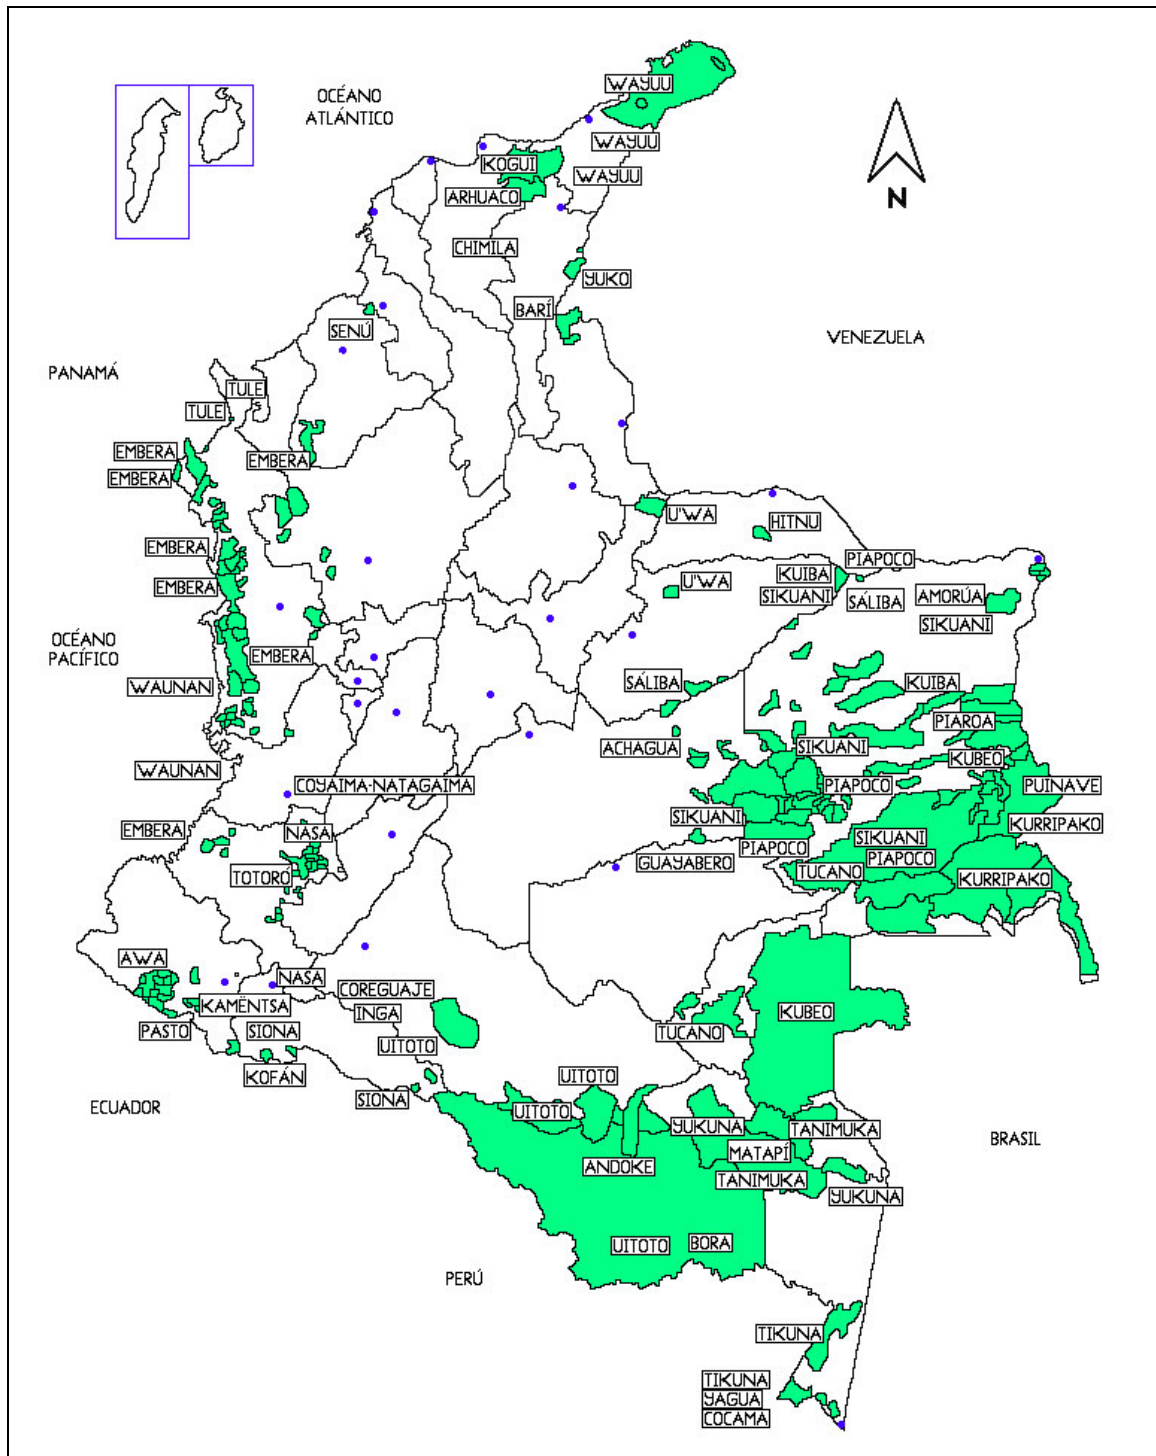 OCÉANO
ATLÁNTICO
WAYUU
WAYUU
KOGUI
WAYUU
ARHUACO
N
CHIMILA
YUKO
BARÍ
SENÚ
VENEZUELA
PANAMÁ
TULE
TULE
EMBERA
EMBERA
EMBERA
U'WA
HITNU
EMBERA
PIAPOCO
KUIBA
U'WA
EMBERA
SIKUANI
SÁLIBA
AMORÚA
SIKUANI
OCÉANO
PACÍFICO
EMBERA
WAUNAN
SÁLIBA
KUIBA
PIAROA
ACHAGUA
SIKUANI
KUBEO
WAUNAN
COYAIMA-NATAGAIMA
PIAPOCO
PUINAVE
SIKUANI
KURRIPAKO
EMBERA
NASA
SIKUANI
PIAPOCO
PIAPOCO
GUAYABERO
TUCANO
TOTORÓ
KURRIPAKO
AWA
NASA
COREGUAJE
KAMËNTSA
INGA
KUBEO
PASTO
SIONA
TUCANO
UITOTO
KOFÁN
UITOTO
SIONA
ECUADOR
UITOTO
YUKUNA
TANIMUKA
BRASIL
MATAPÍ
ANDOKE
TANIMUKA
YUKUNA
UITOTO
BORA
PERÚ
TIKUNA
TIKUNA
YAGUA
COCAMA